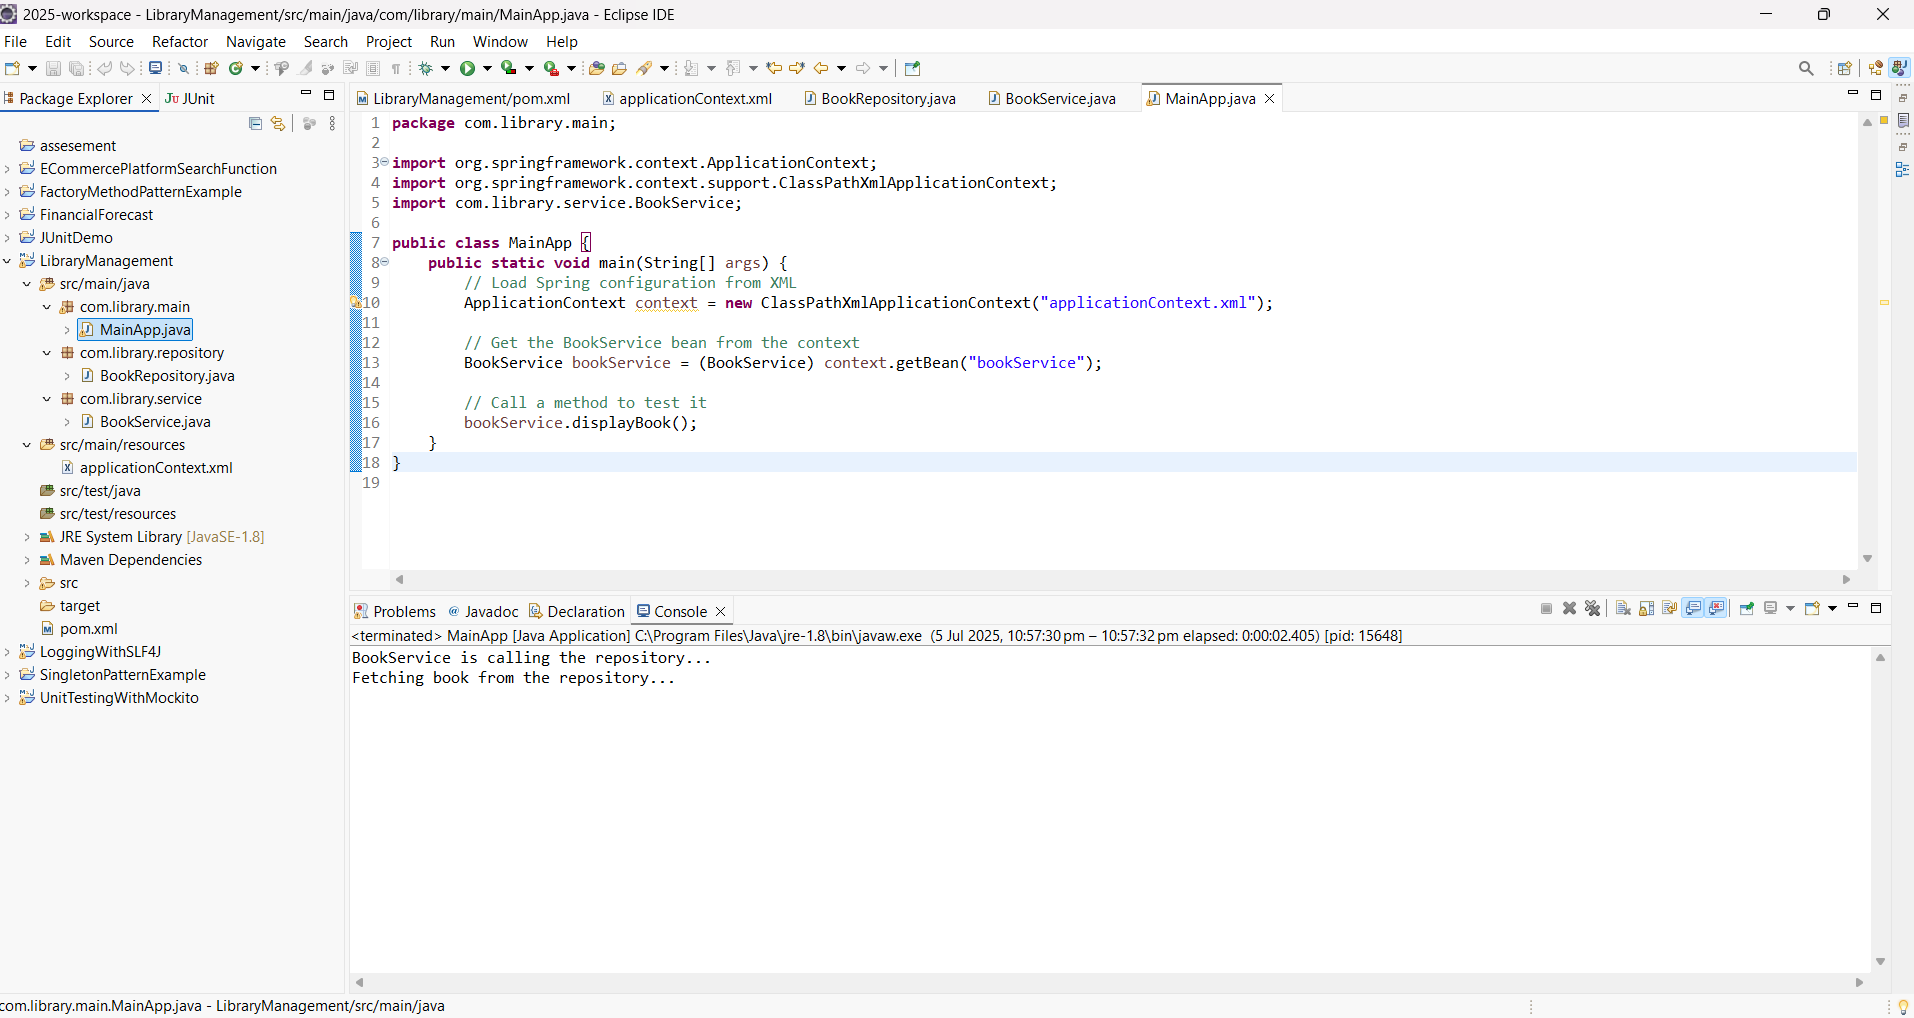 2025-workspace - LibraryManagement/src/main/java/com/library/main/MainApp.java - Eclipse IDE
File Edit Source Refactor Navigate Search Project Run Window Help
Package Explorer
JUnit
assesement
ECommercePlatformSearchFunction
FactoryMethodPatternExample
FinancialForecast
JUnitDemo
LibraryManagement
src/main/java
com.library.main
MainApp.java
com.library.repository
BookRepository.java
com.library.service
BookService.java
src/main/resources
applicationContext.xml
src/test/java
src/test/resources
JRE System Library [JavaSE-1.8]
Maven Dependencies
src
target
pom.xml
LoggingWithSLF4J
SingletonPatternExample
UnitTestingWithMockito
LibraryManagement/pom.xml applicationContext.xml BookRepository.java BookService.java MainApp.java
1 package com.library.main;
2
3 import org.springframework.context.ApplicationContext;
4 import org.springframework.context.support.ClassPathXmlApplicationContext;
5 import com.library.service.BookService;
6
7 public class MainApp {
8 public static void main(String[] args) {
9 // Load Spring configuration from XML
10 ApplicationContext context = new ClassPathXmlApplicationContext("applicationContext.xml");
11
12 // Get the BookService bean from the context
13 BookService bookService = (BookService) context.getBean("bookService");
14
15 // Call a method to test it
16 bookService.displayBook();
17 }
18 }
19
Problems @ Javadoc Declaration Console
<terminated> MainApp [Java Application] C:\Program Files\Java\jre-1.8\bin\javaw.exe (5 Jul 2025, 10:57:30 pm – 10:57:32 pm elapsed: 0:00:02.405) [pid: 15648]
BookService is calling the repository...
Fetching book from the repository...
com.library.main.MainApp.java - LibraryManagement/src/main/java